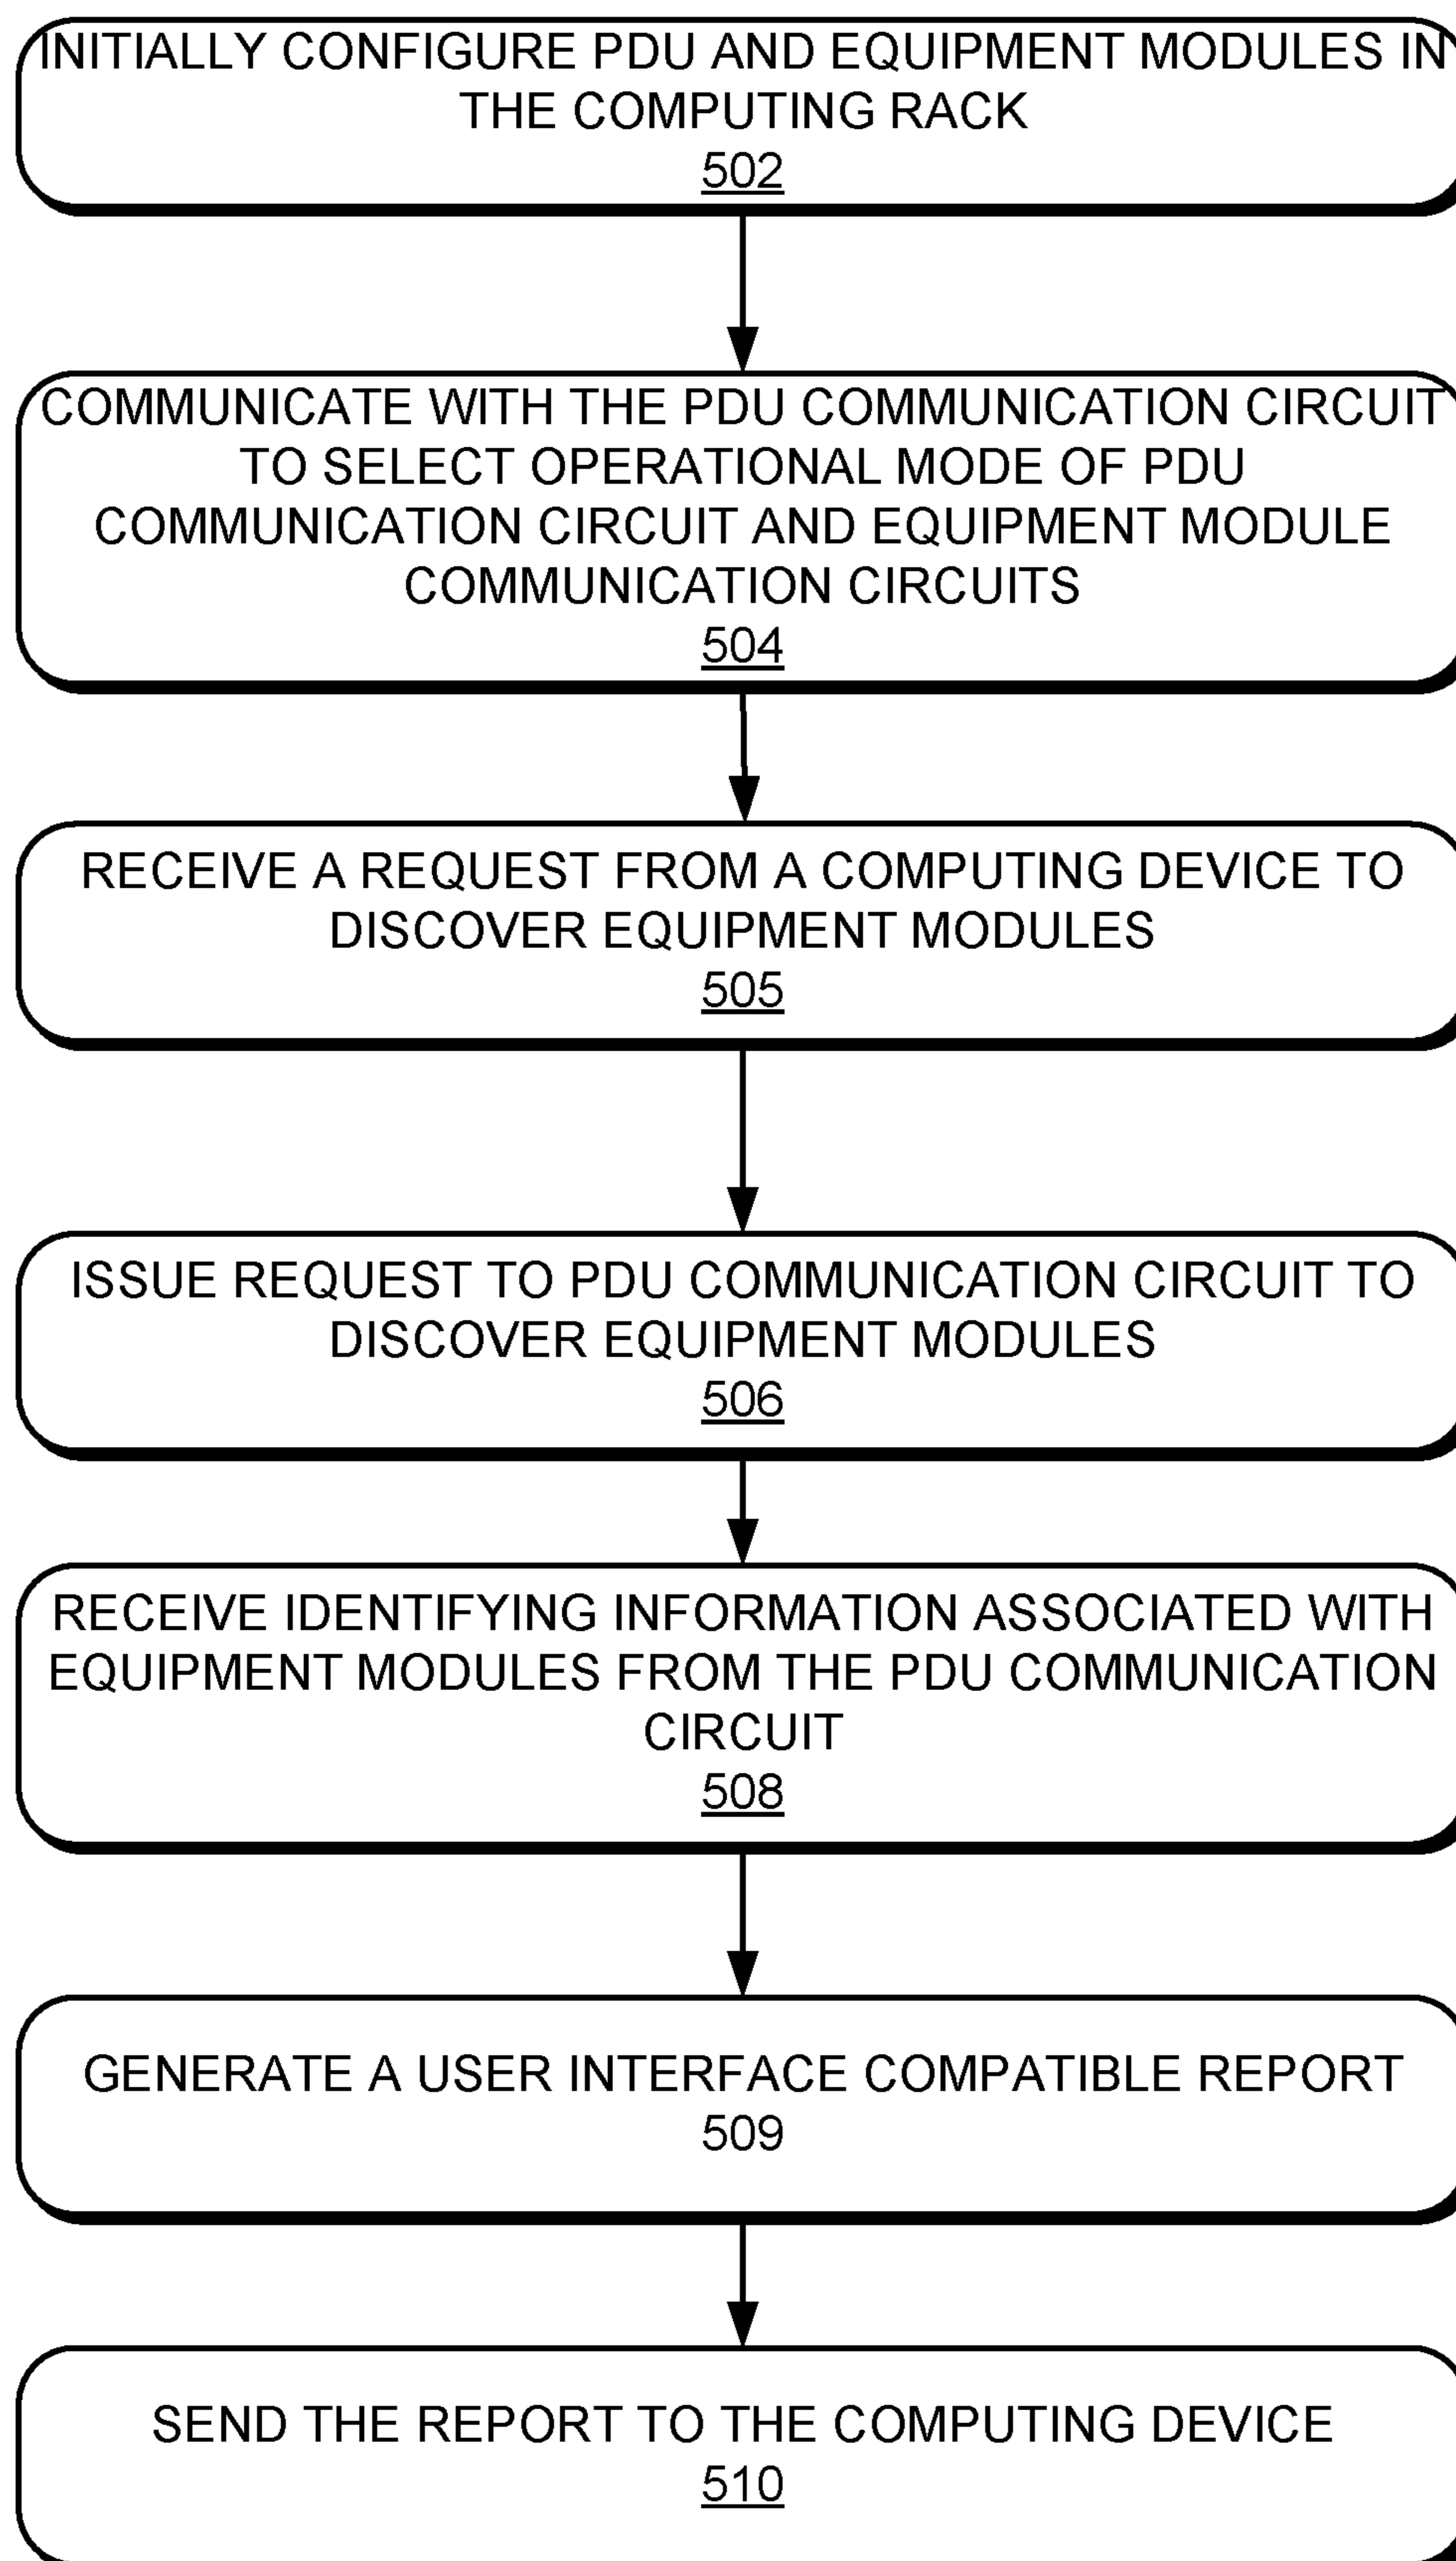 INITIALLY CONFIGURE PDU AND EQUIPMENT MODULES IN
THE COMPUTING RACK
502
COMMUNICATE WITH THE PDU COMMUNICATION CIRCUIT
TO SELECT OPERATIONAL MODE OF PDU
COMMUNICATION CIRCUIT AND EQUIPMENT MODULE
COMMUNICATION CIRCUITS
504
RECEIVE A REQUEST FROM A COMPUTING DEVICE TO
DISCOVER EQUIPMENT MODULES
505
ISSUE REQUEST TO PDU COMMUNICATION CIRCUIT TO
DISCOVER EQUIPMENT MODULES
506
RECEIVE IDENTIFYING INFORMATION ASSOCIATED WITH
EQUIPMENT MODULES FROM THE PDU COMMUNICATION
CIRCUIT
508
GENERATE A USER INTERFACE COMPATIBLE REPORT
509
SEND THE REPORT TO THE COMPUTING DEVICE
510